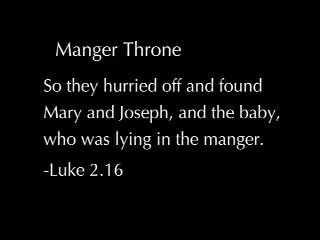 Manger Throne
So they hurried off and found
Mary and Joseph, and the baby,
who was lying in the manger.
-Luke 2.16